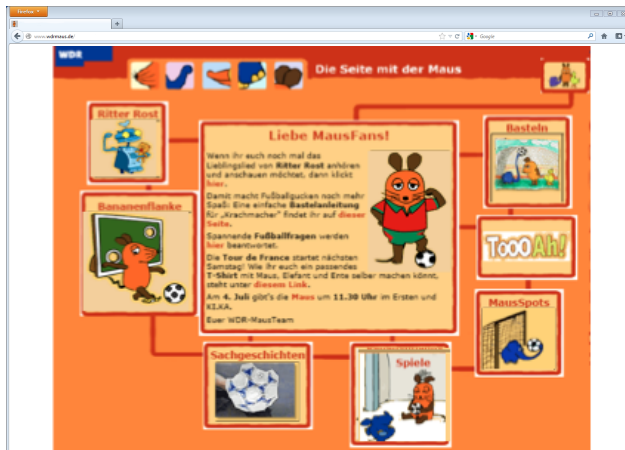 Firefox
www.wdrmaus.de/
Google
WDR
Die Seite mit der Maus
Ritter Rost
Bananenflanke
Liebe MausFans!
Wenn ihr euch noch mal das
Lieblingslied von Ritter Rost anhören
und anschauen möchtet, dann klickt
hier.
Damit macht Fußballgucken noch mehr
Spaß: Eine einfache Bastelanleitung
für „Krachmacher" findet ihr auf dieser
Seite.
Spannende Fußballfragen werden
hier beantwortet.
Die Tour de France startet nächsten
Samstag! Wie ihr euch ein passendes
T-Shirt mit Maus, Elefant und Ente selber machen könnt,
steht unter diesem Link.
Am 4. Juli gibt's die Maus um 11.30 Uhr im Ersten und
KI.KA.
Euer WDR-MausTeam
Basteln
TOOOAh!
MausSpots
Sachgeschichten
Spiele